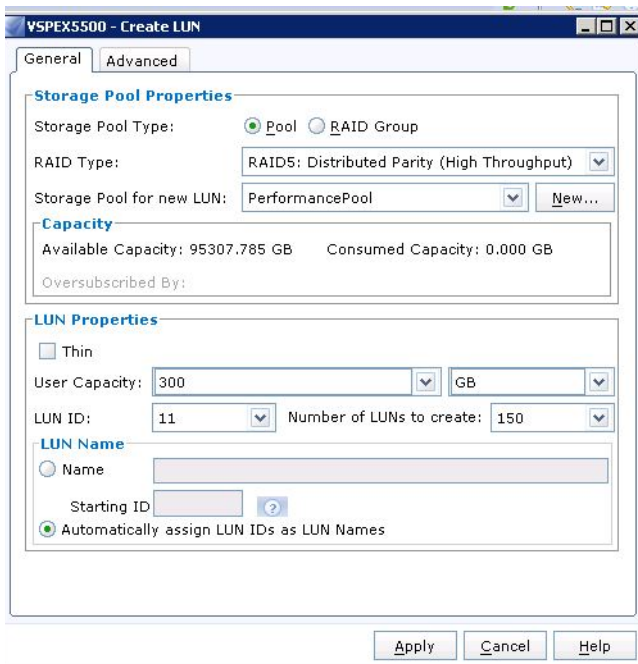 VSPEX5500 - Create LUN
General Advanced
Storage Pool Properties
Storage Pool Type: Pool RAID Group
RAID Type: RAID5: Distributed Parity (High Throughput)
Storage Pool for new LUN: PerformancePool New...
Capacity
Available Capacity: 95307.785 GB Consumed Capacity: 0.000 GB
Oversubscribed By:
LUN Properties
Thin
User Capacity: 300 GB
LUN ID: 11 Number of LUNs to create: 150
LUN Name
Name
Starting ID ?
Automatically assign LUN IDs as LUN Names
Apply Cancel Help